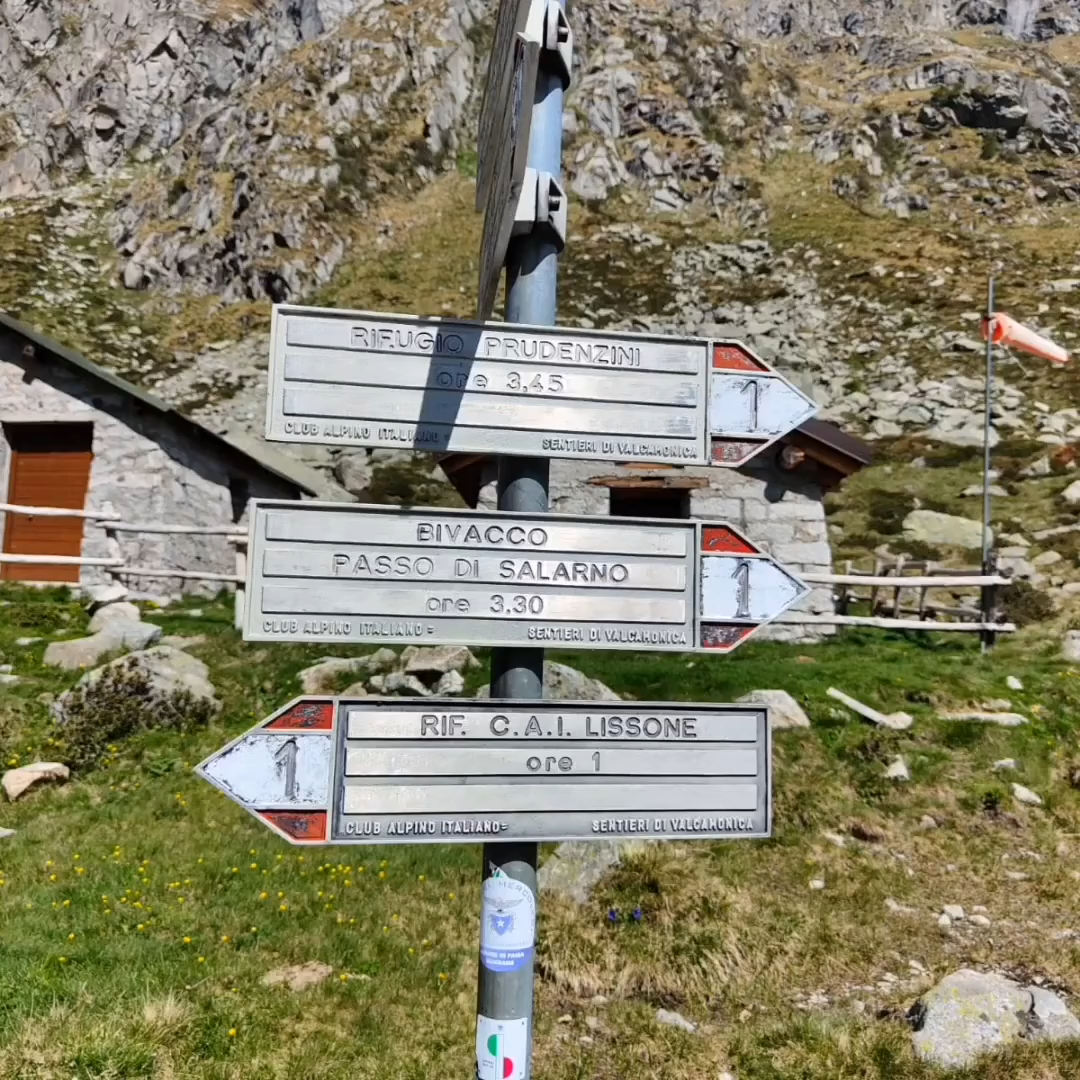 RIFUGIO PRUDENZINI
ore 3,45
CLUB ALPINO ITALIANO
SENTIERI DI VALCAMONICA
1
BIVACCO
PASSO DI SALARNO
ore 3.30
CLUB ALPINO ITALIANO
SENTIERI DI VALCAMONICA
1
RIF. C.A.I. LISSONE
ore 1
CLUB ALPINO ITALIANO
SENTIERI DI VALCAMONICA
1